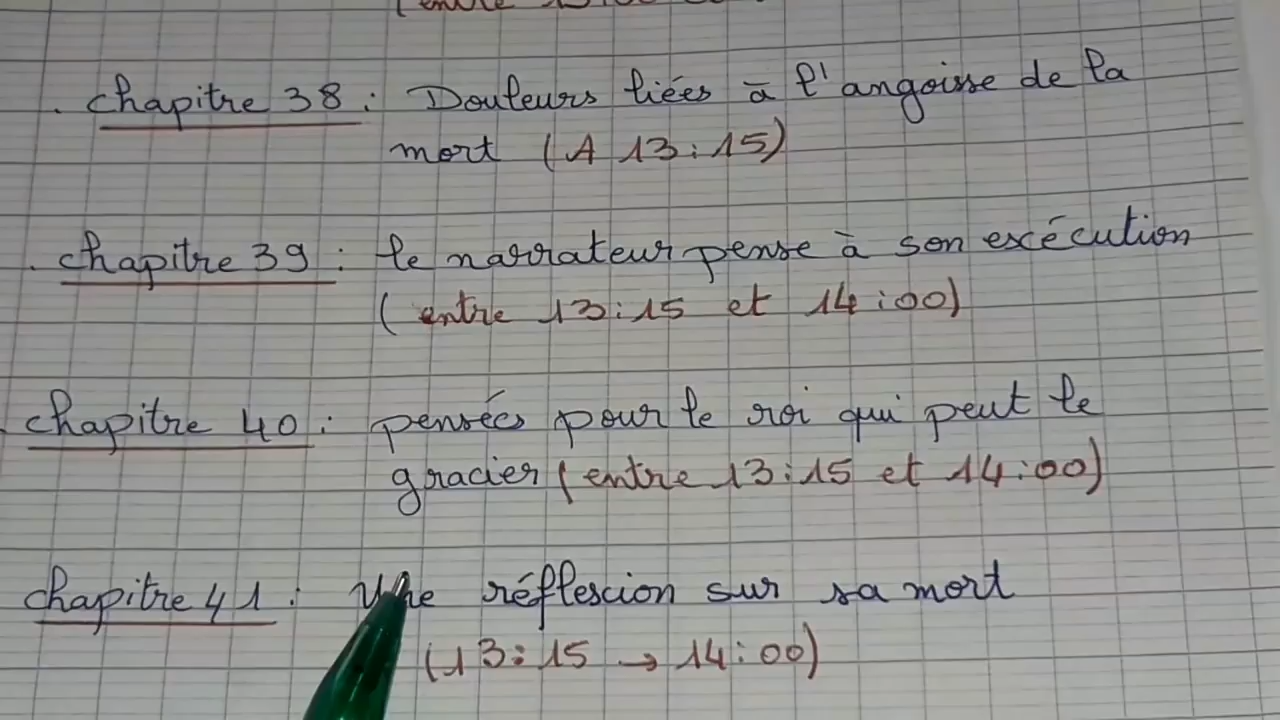 (entre
. chapitre 38 : Douleurs liées à l'angoisse de la
mort (A 13:15)
. chapitre 39 : le narrateur pense à son exécution
(entre 13:15 et 14:00)
. chapitre 40 : pensées pour le roi qui peut le
gracier (entre 13:15 et 14:00)
chapitre 41 : Une réflexion sur sa mort
(13:15 → 14:00)